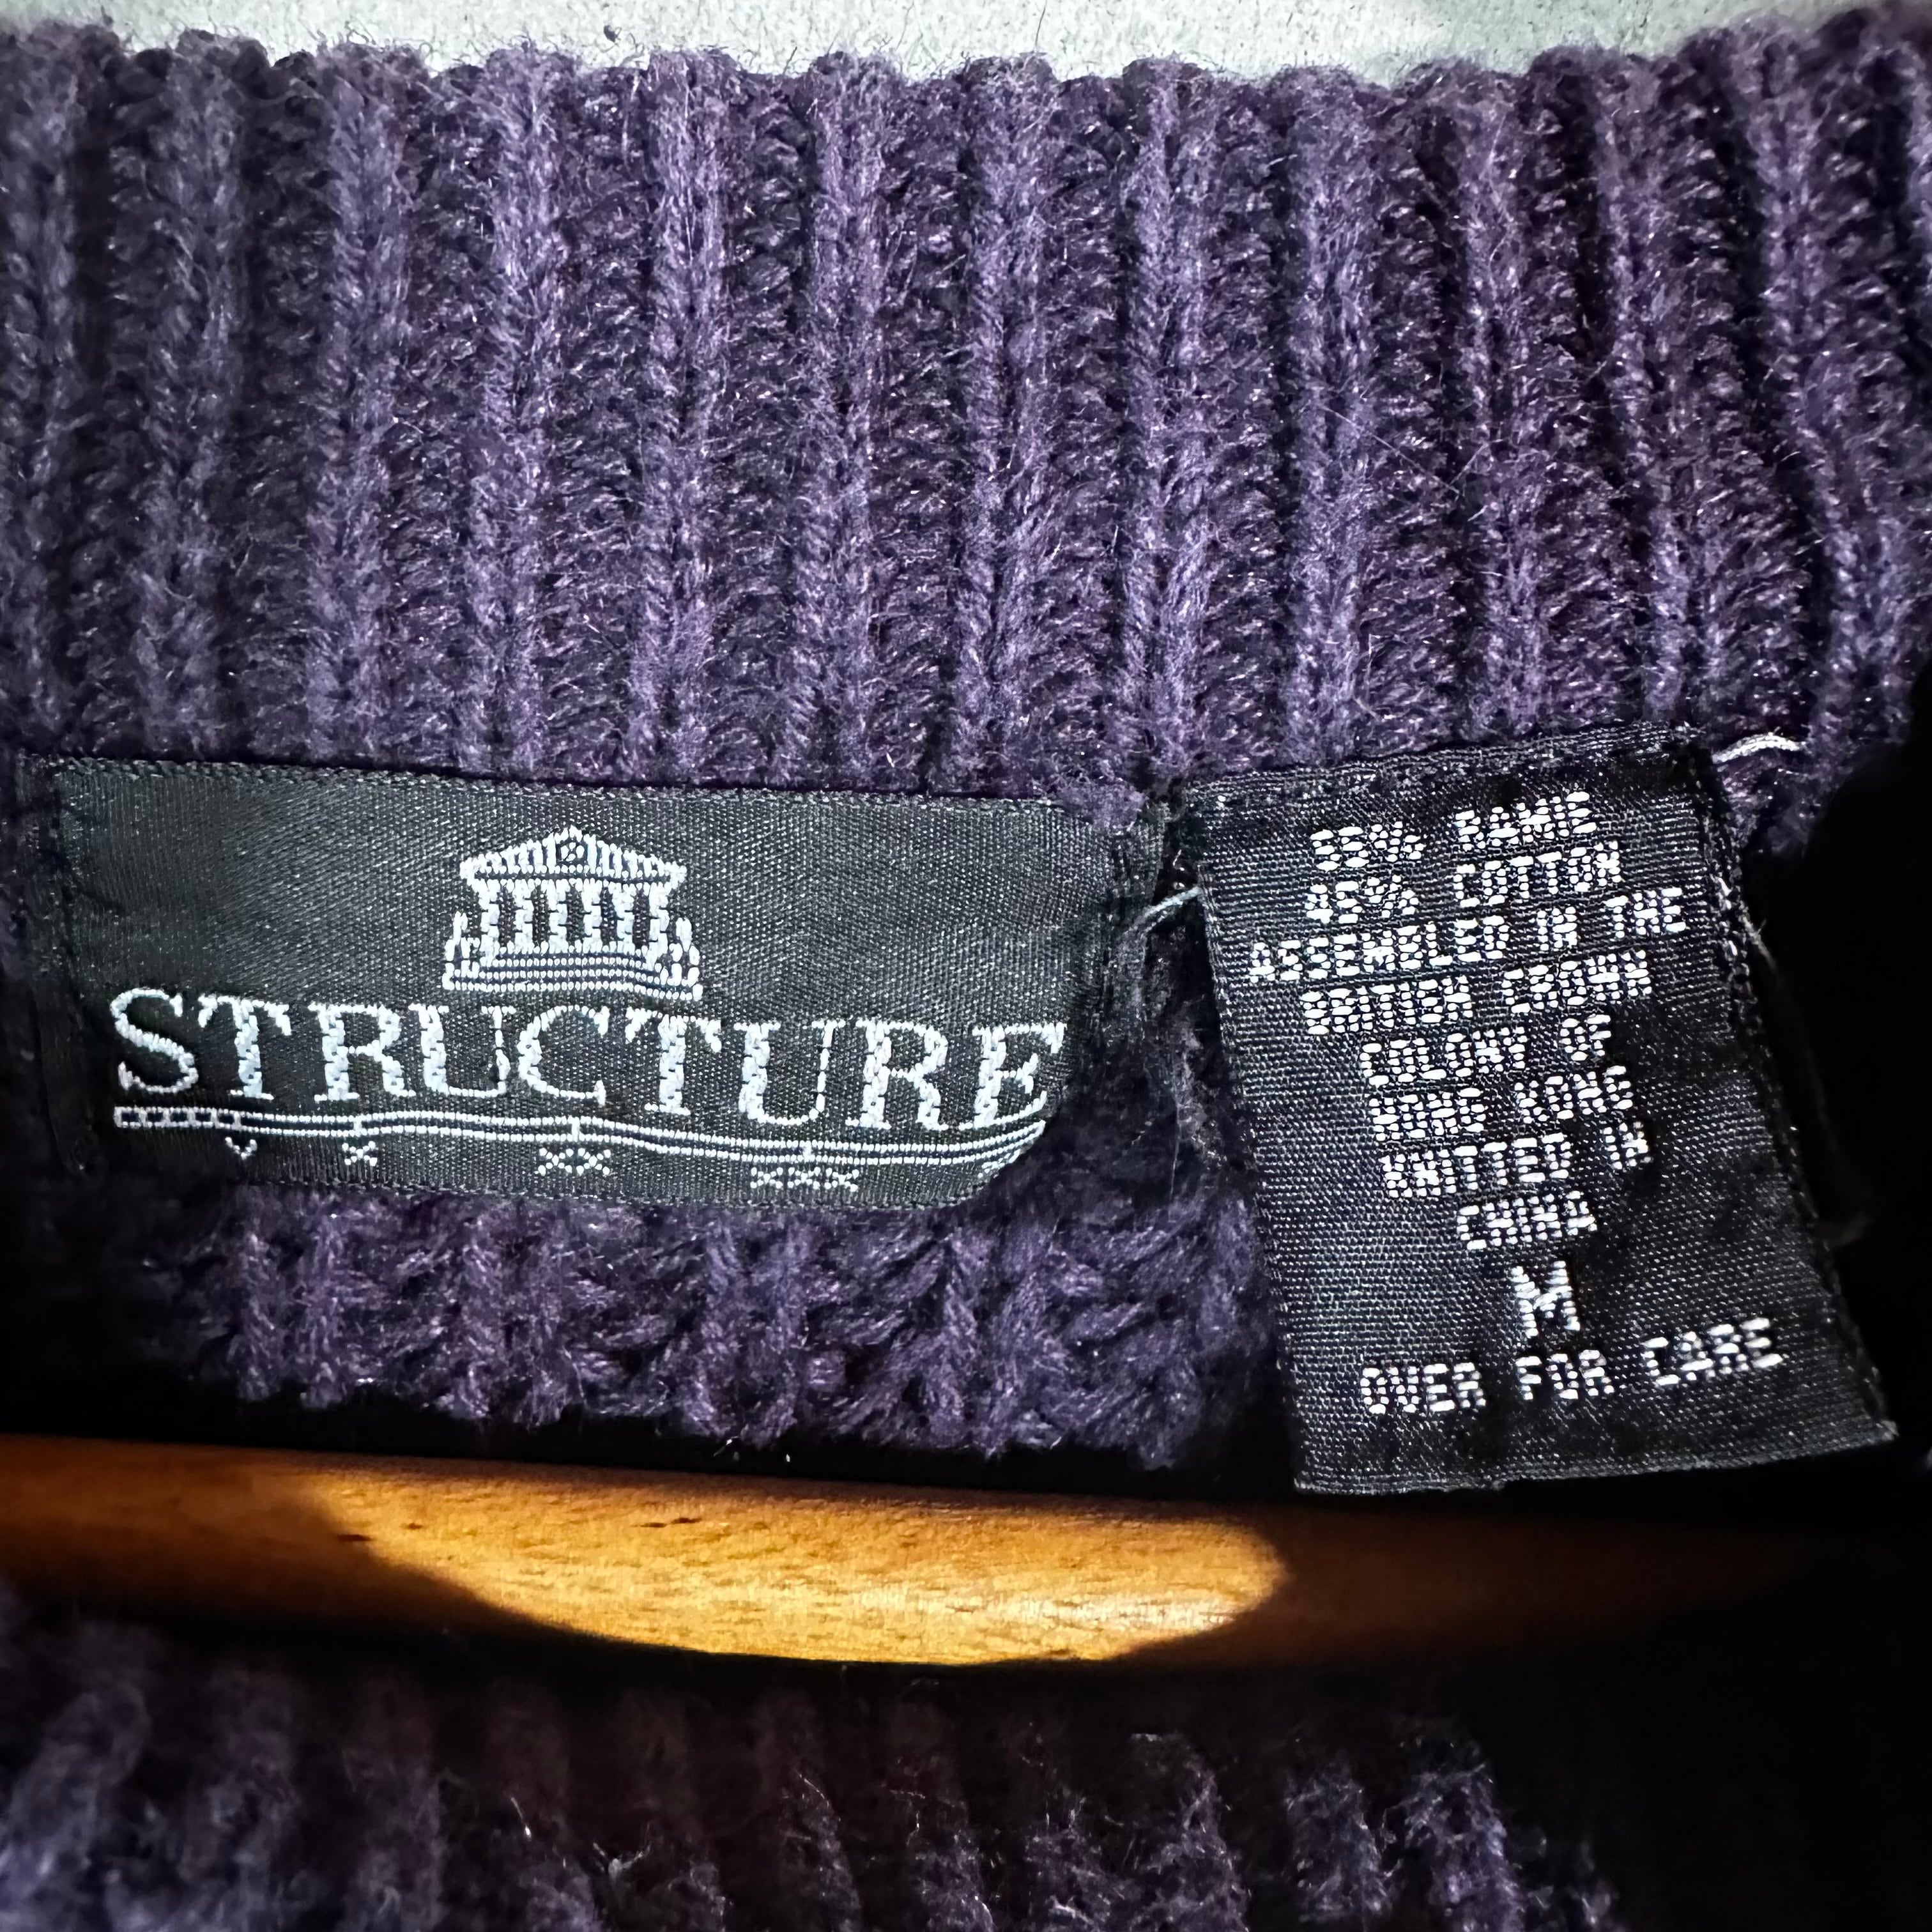 STRUCTURE
55% RAMIE
45% COTTON
ASSEMBLED IN THE
BRITISH CROWN
COLONY OF
HONG KONG
KNITTED IN
CHINA
M
OVER FOR CARE